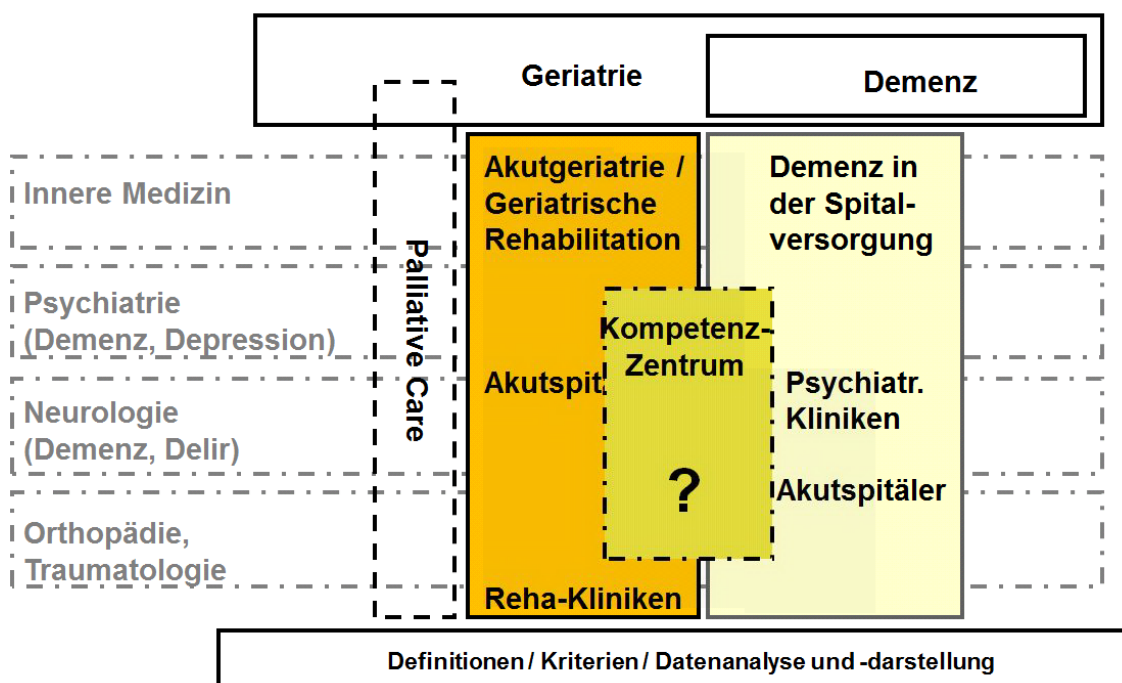 Geriatrie
Demenz
Innere Medizin
Psychiatrie
(Demenz, Depression)
Neurologie
(Demenz, Delir)
Orthopädie,
Traumatologie
Palliative Care
Akutgeriatrie /
Geriatrische
Rehabilitation
Akutspit
Reha-Kliniken
Kompetenz-
Zentrum
?
Demenz in
der Spital-
versorgung
Psychiatr.
Kliniken
Akutspitäler
Definitionen / Kriterien / Datenanalyse und -darstellung